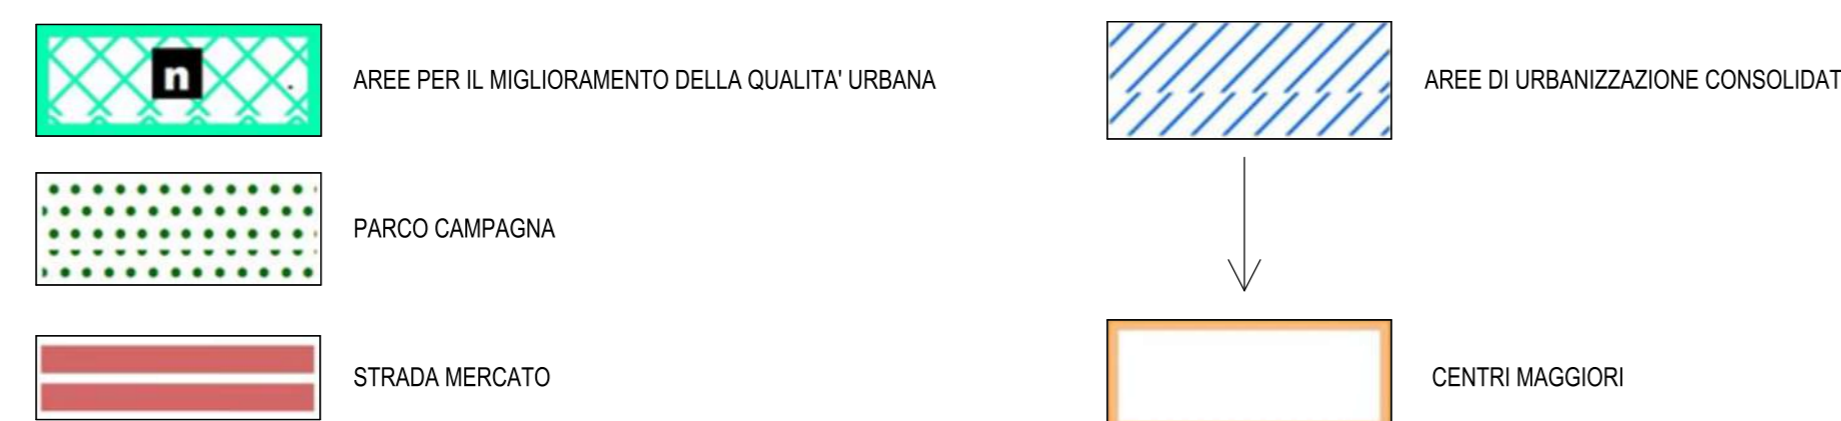 n
AREE PER IL MIGLIORAMENTO DELLA QUALITA' URBANA
PARCO CAMPAGNA
STRADA MERCATO
AREE DI URBANIZZAZIONE CONSOLIDAT
CENTRI MAGGIORI